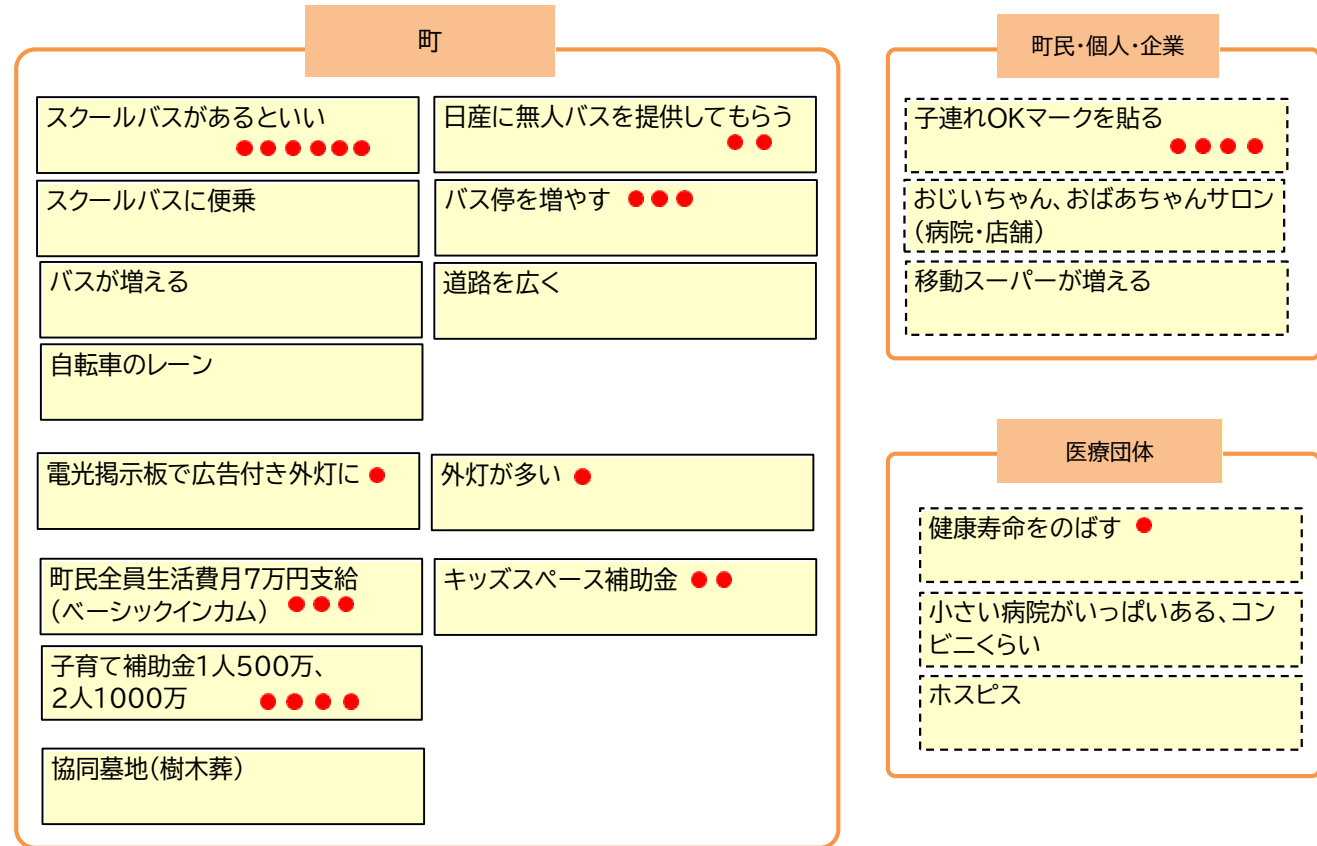 町
スクールバスがあるといい
日産に無人バスを提供してもらう
スクールバスに便乗
バス停を増やす
バスが増える
道路を広く
自転車のレーン
電光掲示板で広告付き外灯に
外灯が多い
町民全員生活費月7万円支給
(ベーシックインカム)
キッズスペース補助金
子育て補助金1人500万、
2人1000万
協同墓地(樹木葬)
町民・個人・企業
子連れOKマークを貼る
おじいちゃん、おばあちゃんサロン
(病院・店舗)
移動スーパーが増える
医療団体
健康寿命をのばす
小さい病院がいっぱいある、コン
ビニくらい
ホスピス